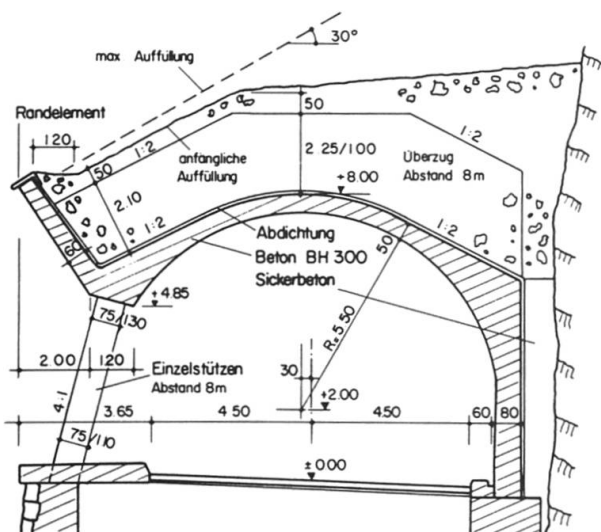 30°
max Auffüllung
Randelement
120
50
1:2
anfängliche
Auffüllung
50
2.25/1.00
1:2
Überzug
Abstand 8m
+8.00
2.10
1:2
1:2
60
Abdichtung
Beton BH 300
Sickerbeton
50
R=5.50
+4.85
75/130
2.00
120
Einzelstützen
Abstand 8m
30
+2.00
4:1
3.65
4.50
4.50
60
80
75/110
±0.00